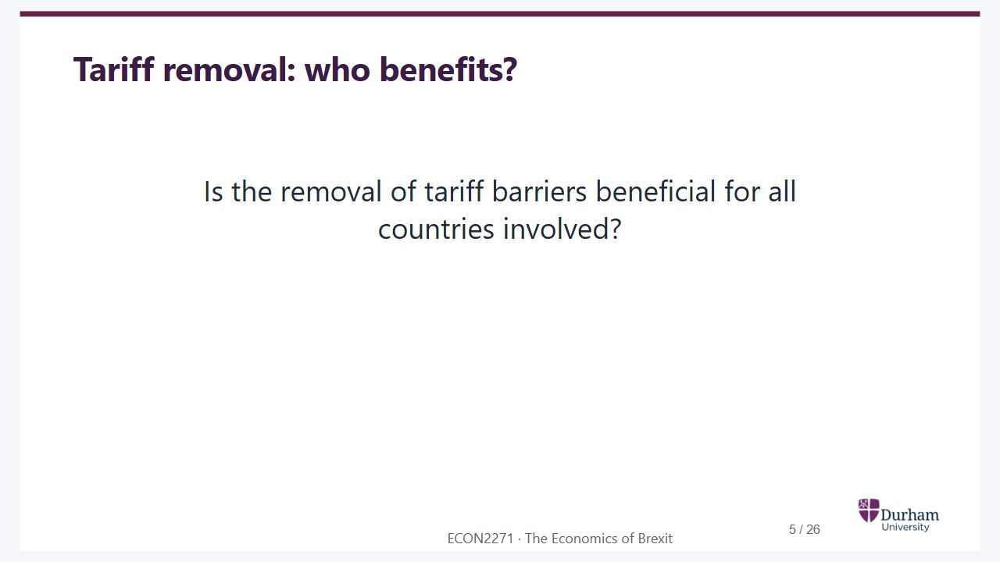 Tariff removal: who benefits?
Is the removal of tariff barriers beneficial for all
countries involved?
ECON2271 · The Economics of Brexit
5 / 26
Durham
University